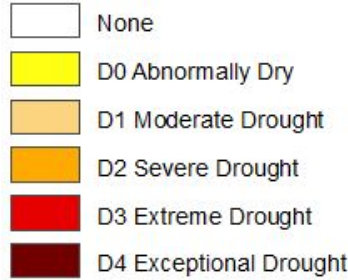 None
D0 Abnormally Dry
D1 Moderate Drought
D2 Severe Drought
D3 Extreme Drought
D4 Exceptional Drought